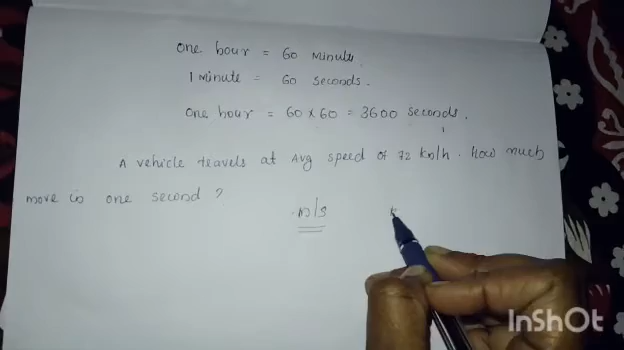 One hour = 60 Minute.
1 Minute = 60 Seconds.
One hour = 60 × 60 = 3600 Seconds.
A vehicle travels at Avg speed of 72 km/h. How much
move in one second ?
m/s k
InShOt